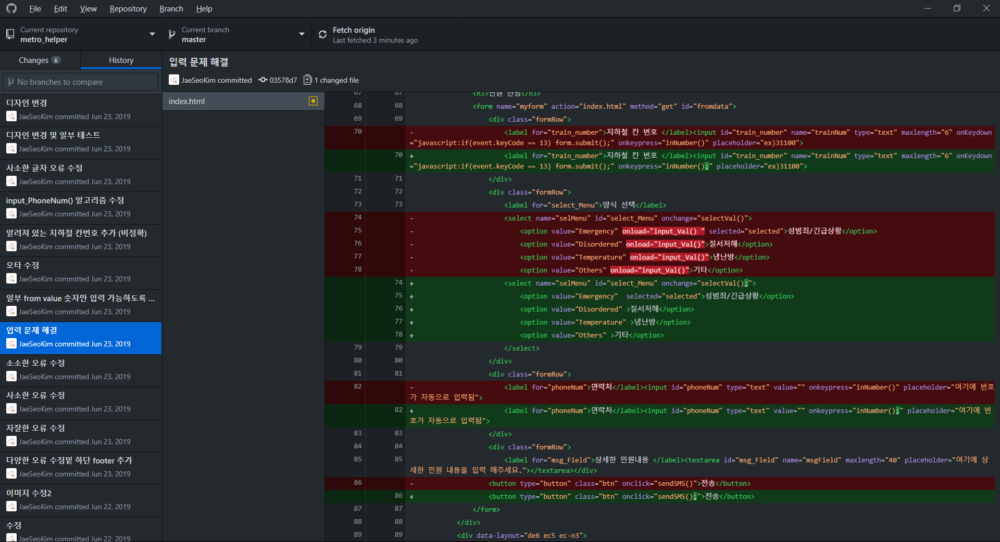 File Edit View Repository Branch Help
Current repository
metro_helper
Current branch
master
Fetch origin
Last fetched 3 minutes ago
Changes 6
History
No branches to compare
디자인 변경
JaeSeoKim committed Jun 23, 2019
디자인 변경 및 일부 테스트
JaeSeoKim committed Jun 23, 2019
사소한 글자 오류 수정
JaeSeoKim committed Jun 23, 2019
input_PhoneNum() 알고리즘 수정
JaeSeoKim committed Jun 23, 2019
알려져 있는 지하철 칸번호 추가 (비정확)
JaeSeoKim committed Jun 23, 2019
오타 수정
JaeSeoKim committed Jun 23, 2019
일부 from value 숫자만 입력 가능하도록 ...
JaeSeoKim committed Jun 23, 2019
입력 문제 해결
JaeSeoKim committed Jun 23, 2019
소소한 오류 수정
JaeSeoKim committed Jun 23, 2019
사소한 오류 수정
JaeSeoKim committed Jun 23, 2019
자잘한 오류 수정
JaeSeoKim committed Jun 23, 2019
다양한 오류 수정밑 하단 footer 추가
JaeSeoKim committed Jun 23, 2019
이미지 수정2
JaeSeoKim committed Jun 22, 2019
수정
JaeSeoKim committed Jun 22, 2019
입력 문제 해결
JaeSeoKim committed 03578d7 1 changed file
index.html
67 67 <h3>민원 신청</h3>
68 68 <form name="myform" action="index.html" method="get" id="fromdata">
69 69 <div class="formRow">
70 - <label for="train_number">지하철 칸 번호 </label><input id="train_number" name="trainNum" type="text" maxlength="6" onKeydown
="javascript:if(event.keyCode == 13) form.submit();" onkeypress="inNumber()" placeholder="ex)31100">
70 + <label for="train_number">지하철 칸 번호 </label><input id="train_number" name="trainNum" type="text" maxlength="6" onKeydown
="javascript:if(event.keyCode == 13) form.submit();" onkeypress="inNumber();" placeholder="ex)31100">
71 71 </div>
72 72 <div class="formRow">
73 73 <label for="select_Menu">양식 선택</label>
74 - <select name="selMenu" id="select_Menu" onchange="selectVal()">
75 - <option value="Emergency" onload="input_Val() " selected="selected">성범죄/긴급상황</option>
76 - <option value="Disordered" onload="input_Val()">질서저해</option>
77 - <option value="Temperature" onload="input_Val()">냉난방</option>
78 - <option value="Others" onload="input_Val()">기타</option>
74 + <select name="selMenu" id="select_Menu" onchange="selectVal();">
75 + <option value="Emergency"  selected="selected">성범죄/긴급상황</option>
76 + <option value="Disordered" >질서저해</option>
77 + <option value="Temperature" >냉난방</option>
78 + <option value="Others" >기타</option>
79 79 </select>
80 80 </div>
81 81 <div class="formRow">
82 - <label for="phoneNum">연락처</label><input id="phoneNum" type="text" value="" onkeypress="inNumber()" placeholder="여기에 번호
가 자동으로 입력됨">
82 + <label for="phoneNum">연락처</label><input id="phoneNum" type="text" value="" onkeypress="inNumber();" placeholder="여기에 번
호가 자동으로 입력됨">
83 83 </div>
84 84 <div class="formRow">
85 85 <label for="msg_Field">상세한 민원내용 </label><textarea id="msg_Field" name="msgField" maxlength="40" placeholder="여기에 상
세한 민원 내용을 입력 해주세요."></textarea></div>
86 - <button type="button" class="btn" onclick="sendSMS()">전송</button>
86 + <button type="button" class="btn" onclick="sendSMS();">전송</button>
87 87 </form>
88 88 </div>
89 89 <div data-layout="de6 ec5 ec-n3">